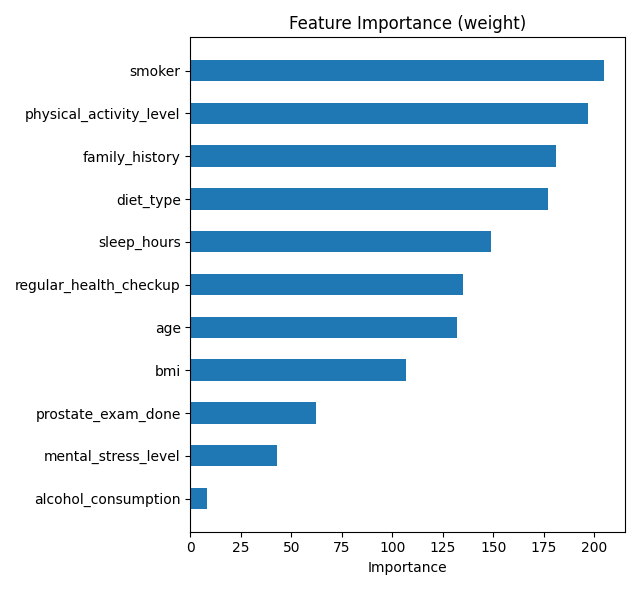 Feature Importance (weight)
smoker
physical_activity_level
family_history
diet_type
sleep_hours
regular_health_checkup
age
bmi
prostate_exam_done
mental_stress_level
alcohol_consumption
0 25 50 75 100 125 150 175 200
Importance